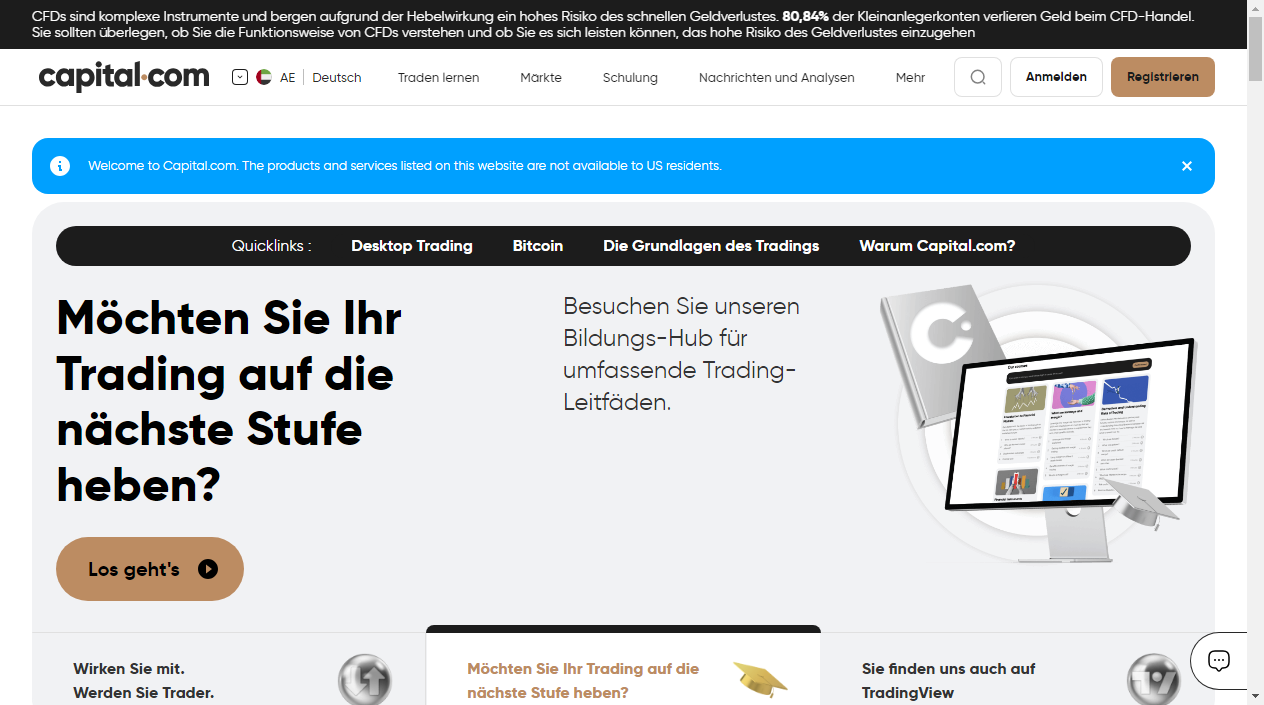 CFDs sind komplexe Instrumente und bergen aufgrund der Hebelwirkung ein hohes Risiko des schnellen Geldverlustes. 80,84% der Kleinanlegerkonten verlieren Geld beim CFD-Handel.
Sie sollten überlegen, ob Sie die Funktionsweise von CFDs verstehen und ob Sie es sich leisten können, das hohe Risiko des Geldverlustes einzugehen
capital.com AE Deutsch Traden lernen Märkte Schulung Nachrichten und Analysen Mehr Anmelden Registrieren
Welcome to Capital.com. The products and services listed on this website are not available to US residents.
Quicklinks : Desktop Trading Bitcoin Die Grundlagen des Tradings Warum Capital.com?
Möchten Sie Ihr
Trading auf die
nächste Stufe
heben?
Besuchen Sie unseren
Bildungs-Hub für
umfassende Trading-
Leitfäden.
Los geht's
Wirken Sie mit.
Werden Sie Trader.
Möchten Sie Ihr Trading auf die
nächste Stufe heben?
Sie finden uns auch auf
TradingView